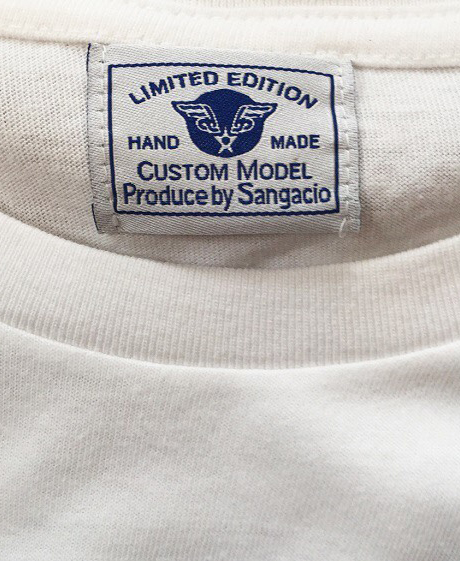 LIMITED EDITION
HAND MADE
CUSTOM MODEL
Produce by Sangacio